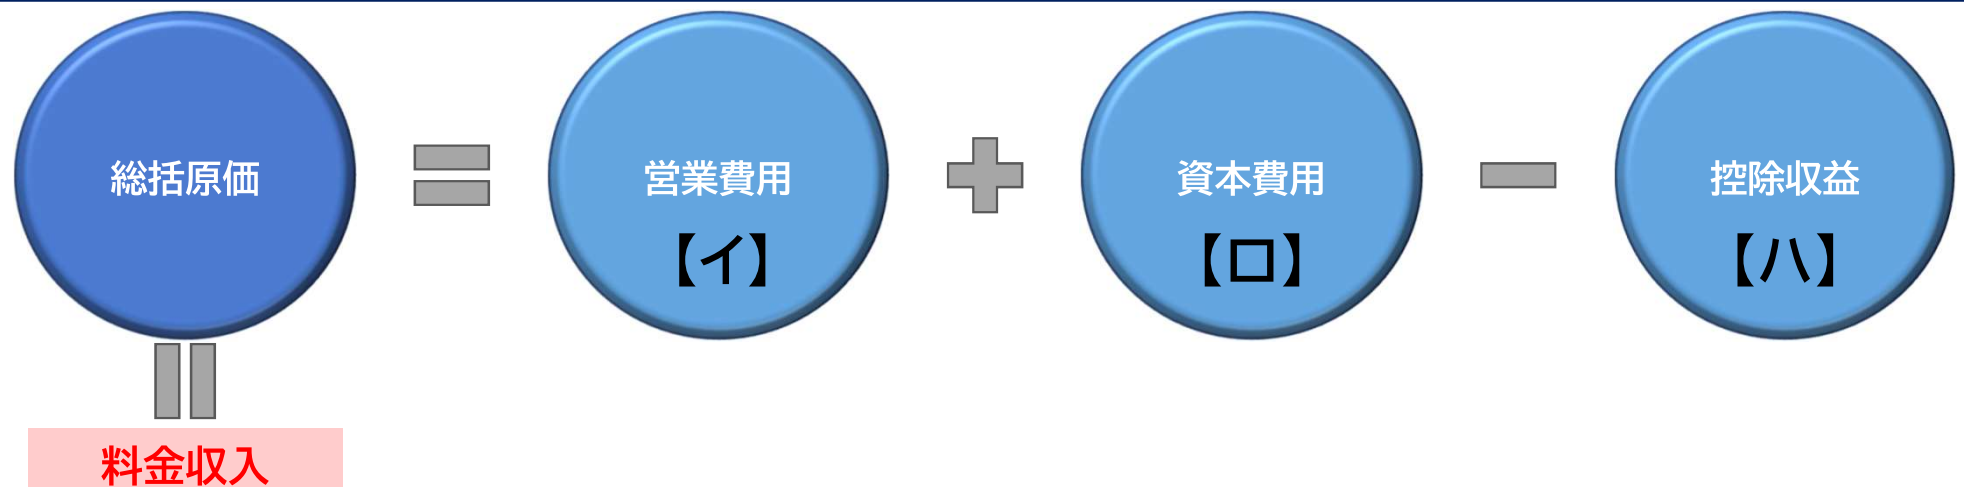 総括原価
営業費用
【イ】
資本費用
【ロ】
控除収益
【ハ】
料金収入